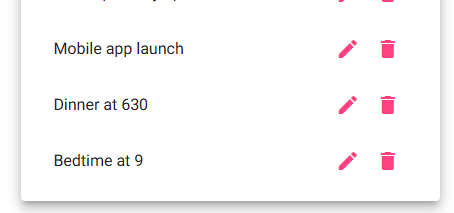 Mobile app launch
Dinner at 630
Bedtime at 9